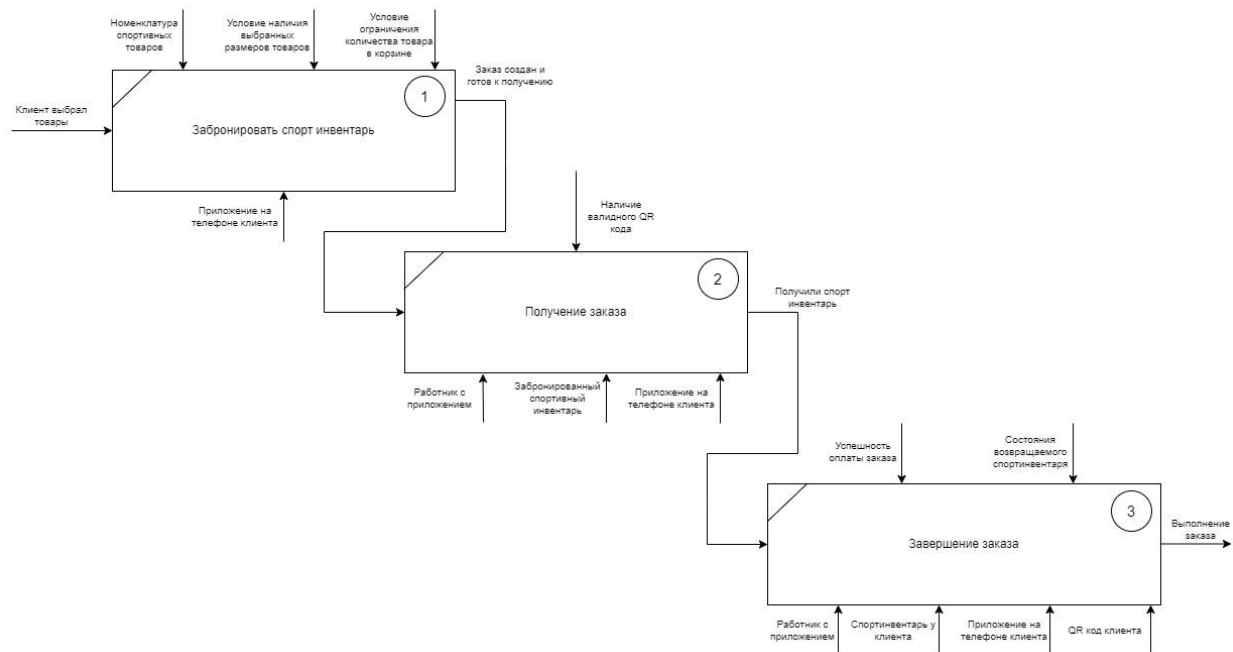 Номенклатура
спортивных
товаров
Условие наличия
выбранных
размеров товаров
Условие
ограничения
количества товара
в корзине
Заказ создан и
готов к получению
1
Клиент выбрал
товары
Забронировать спорт инвентарь
Приложение на
телефоне клиента
Наличие
валидного QR
кода
2
Получили спорт
инвентарь
Получение заказа
Работник с
приложением
Забронированный
спортивный
инвентарь
Приложение на
телефоне клиента
Успешность
оплаты заказа
Состояния
возвращаемого
спортинвентаря
3
Выполнение
заказа
Завершение заказа
Работник с
приложением
Спортинвентарь у
клиента
Приложение на
телефоне клиента
QR код клиента